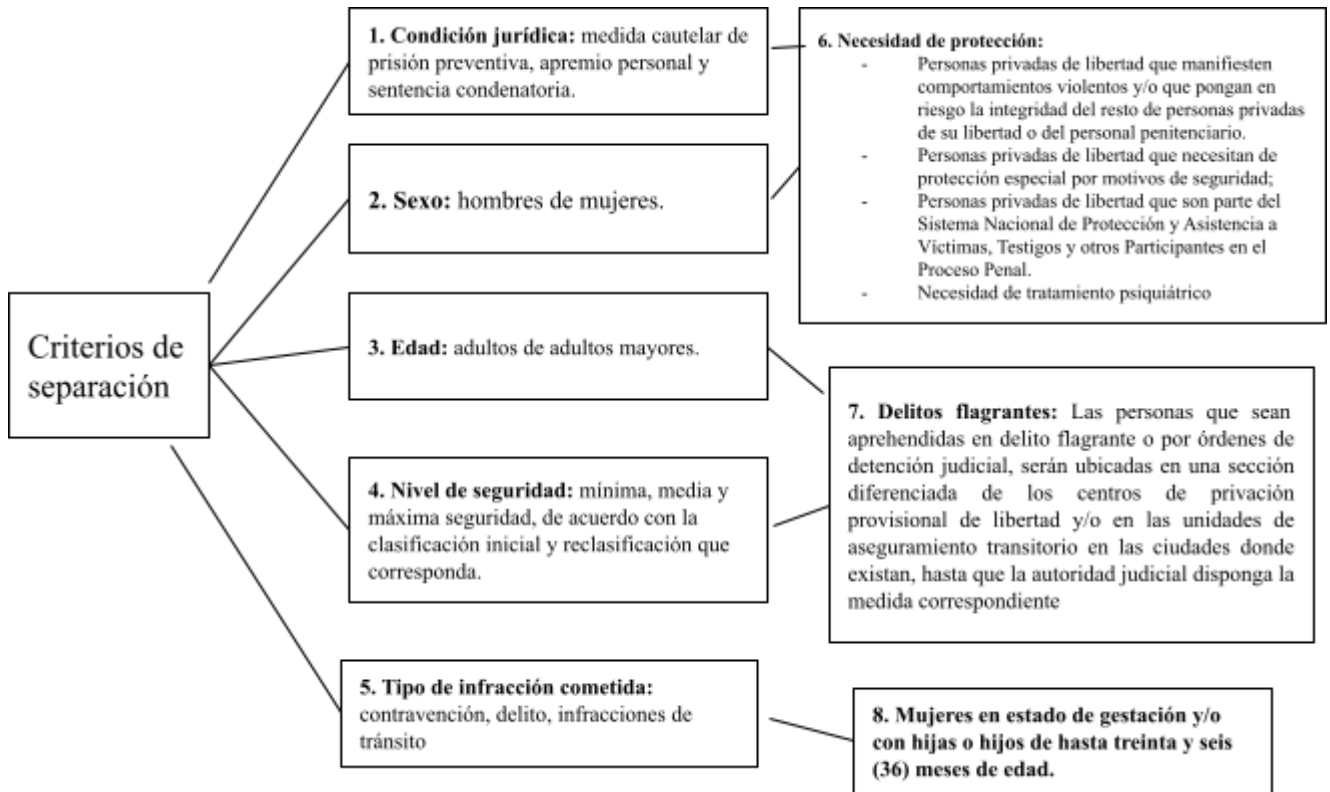 Criterios de
separación
1. Condición jurídica: medida cautelar de
prisión preventiva, apremio personal y
sentencia condenatoria.
2. Sexo: hombres de mujeres.
3. Edad: adultos de adultos mayores.
4. Nivel de seguridad: mínima, media y
máxima seguridad, de acuerdo con la
clasificación inicial y reclasificación que
corresponda.
5. Tipo de infracción cometida:
contravención, delito, infracciones de
tránsito
6. Necesidad de protección:
- Personas privadas de libertad que manifiesten
comportamientos violentos y/o que pongan en
riesgo la integridad del resto de personas privadas
de su libertad o del personal penitenciario.
- Personas privadas de libertad que necesitan de
protección especial por motivos de seguridad;
- Personas privadas de libertad que son parte del
Sistema Nacional de Protección y Asistencia a
Víctimas, Testigos y otros Participantes en el
Proceso Penal.
- Necesidad de tratamiento psiquiátrico
7. Delitos flagrantes: Las personas que sean
aprehendidas en delito flagrante o por órdenes de
detención judicial, serán ubicadas en una sección
diferenciada de los centros de privación
provisional de libertad y/o en las unidades de
aseguramiento transitorio en las ciudades donde
existan, hasta que la autoridad judicial disponga la
medida correspondiente
8. Mujeres en estado de gestación y/o
con hijas o hijos de hasta treinta y seis
(36) meses de edad.